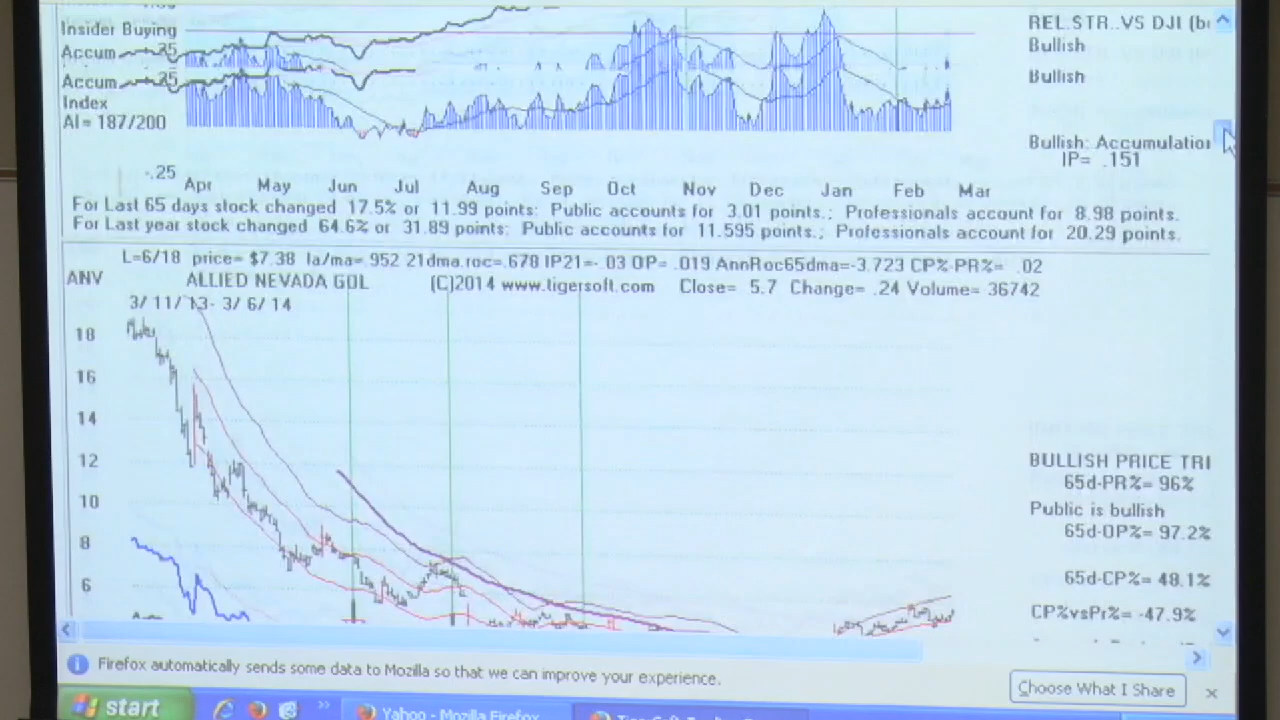 Insider Buying
REL.STR..VS DJI
Accum +.25
Bullish
Accum +.25
Bullish
Index
AI= 187/200
Bullish: Accumulation
IP= .151
-.25
Apr May Jun Jul Aug Sep Oct Nov Dec Jan Feb Mar
For Last 65 days stock changed 17.5% or 11.99 points: Public accounts for 3.01 points.; Professionals account for 8.98 points.
For Last year stock changed 64.6% or 31.89 points: Public accounts for 11.595 points.; Professionals account for 20.29 points.
L=6/18 price= $7.38 la/ma=.952 21dma.roc=.678 IP21=-.03 OP= .019 AnnRoc65dma=-3.723 CP%-PR%= .02
ANV ALLIED NEVADA GOL (C)2014 www.tigersoft.com Close= 5.7 Change= .24 Volume= 36742
3/ 11/ 13- 3/ 6/ 14
18
16
14
12
10
8
6
BULLISH PRICE TRE
65d-PR%= 96%
Public is bullish
65d-OP%= 97.2%
65d-CP%= 48.1%
CP%vsPr%= -47.9%
Firefox automatically sends some data to Mozilla so that we can improve your experience.
Choose What I Share
start
Yahoo - Mozilla Firefox